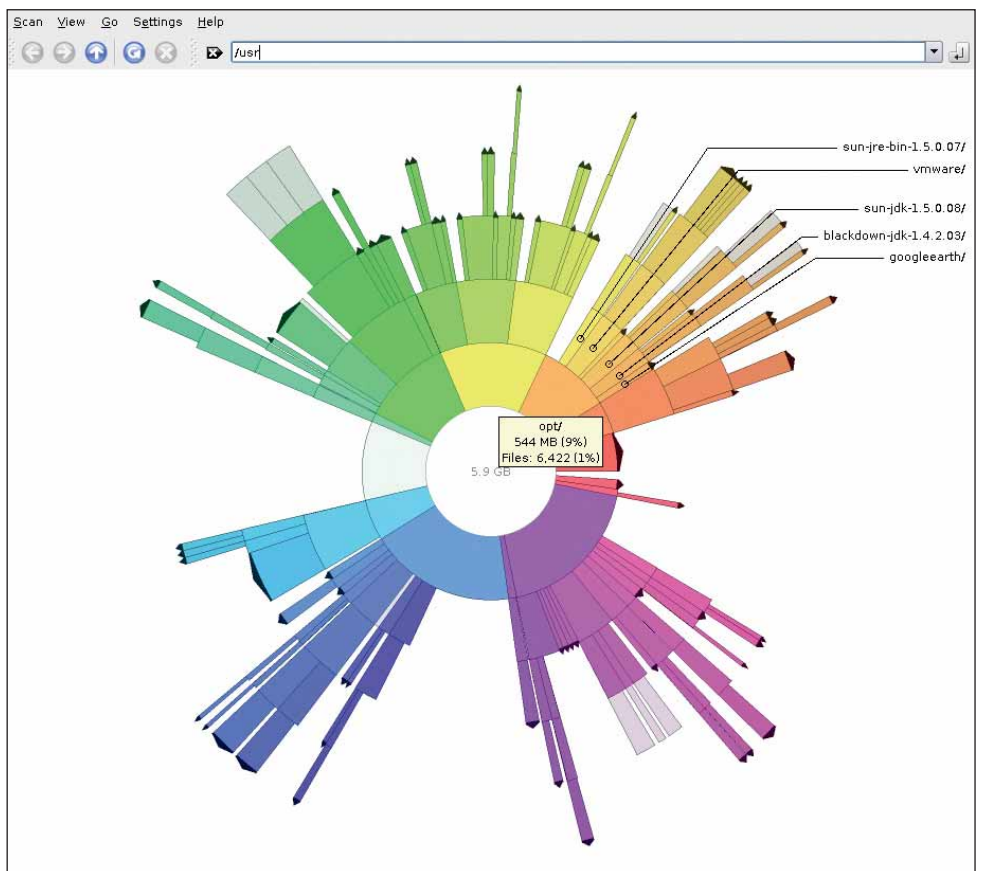 Scan View Go Settings Help
/usr
sun-jre-bin-1.5.0.07/
vmware/
sun-jdk-1.5.0.08/
blackdown-jdk-1.4.2.03/
googleearth/
opt/
544 MB (9%)
Files: 6,422 (1%)
5.9 GB